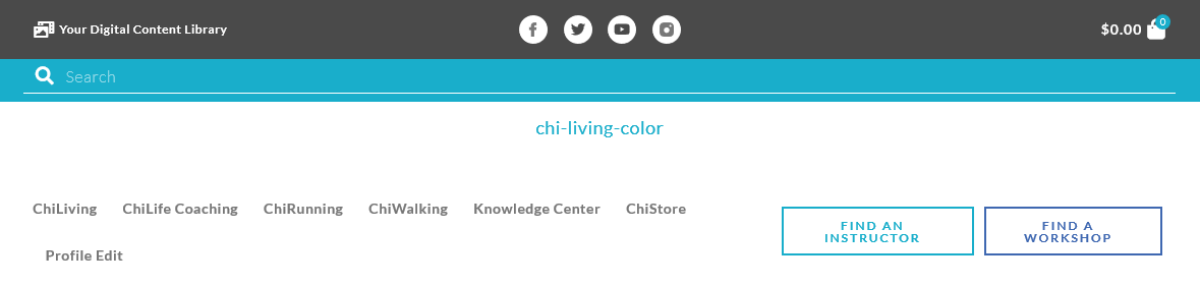 Your Digital Content Library
$0.00
0
Search
chi-living-color
ChiLiving ChiLife Coaching ChiRunning ChiWalking Knowledge Center ChiStore
Profile Edit
FIND AN
INSTRUCTOR
FIND A
WORKSHOP